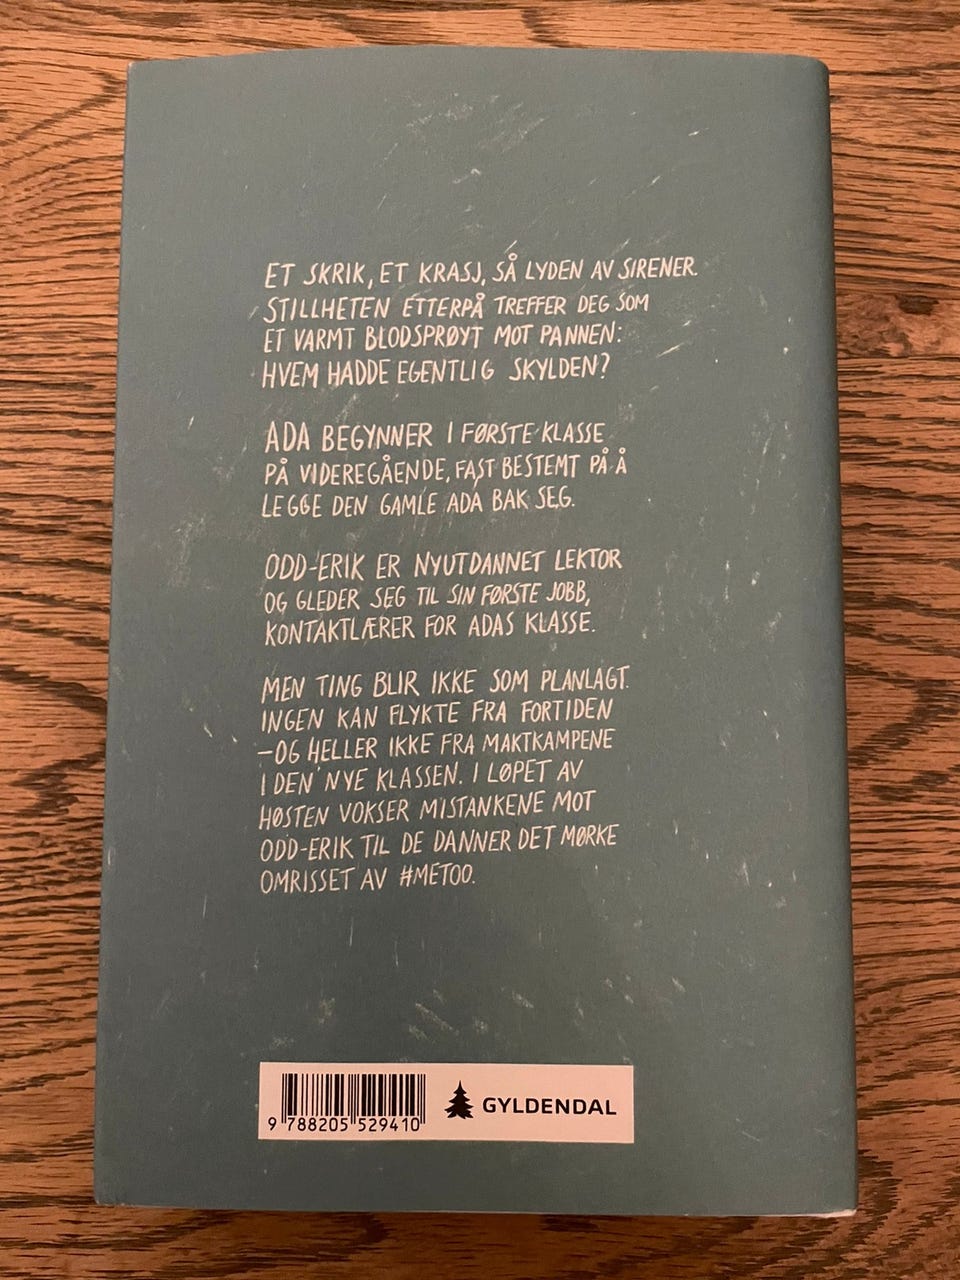 ET SKRIK, ET KRASJ, SÅ LYDEN AV SIRENER.
STILLHETEN ETTERPÅ TREFFER DEG SOM
ET VARMT BLODSPRØYT MOT PANNEN:
HVEM HADDE EGENTLIG SKYLDEN?
ADA BEGYNNER I FØRSTE KLASSE
PÅ VIDEREGÅENDE, FAST BESTEMT PÅ Å
LEGGE DEN GAMLE ADA BAK SEG.
ODD-ERIK ER NYUTDANNET LEKTOR
OG GLEDER SEG TIL SIN FØRSTE JOBB,
KONTAKTLÆRER FOR ADAS KLASSE.
MEN TING BLIR IKKE SOM PLANLAGT.
INGEN KAN FLYKTE FRA FORTIDEN
–OG HELLER IKKE FRA MAKTKAMPENE
I DEN NYE KLASSEN. I LØPET AV
HØSTEN VOKSER MISTANKENE MOT
ODD-ERIK TIL DE DANNER DET MØRKE
OMRISSET AV #METOO.
9 788205 529410
GYLDENDAL